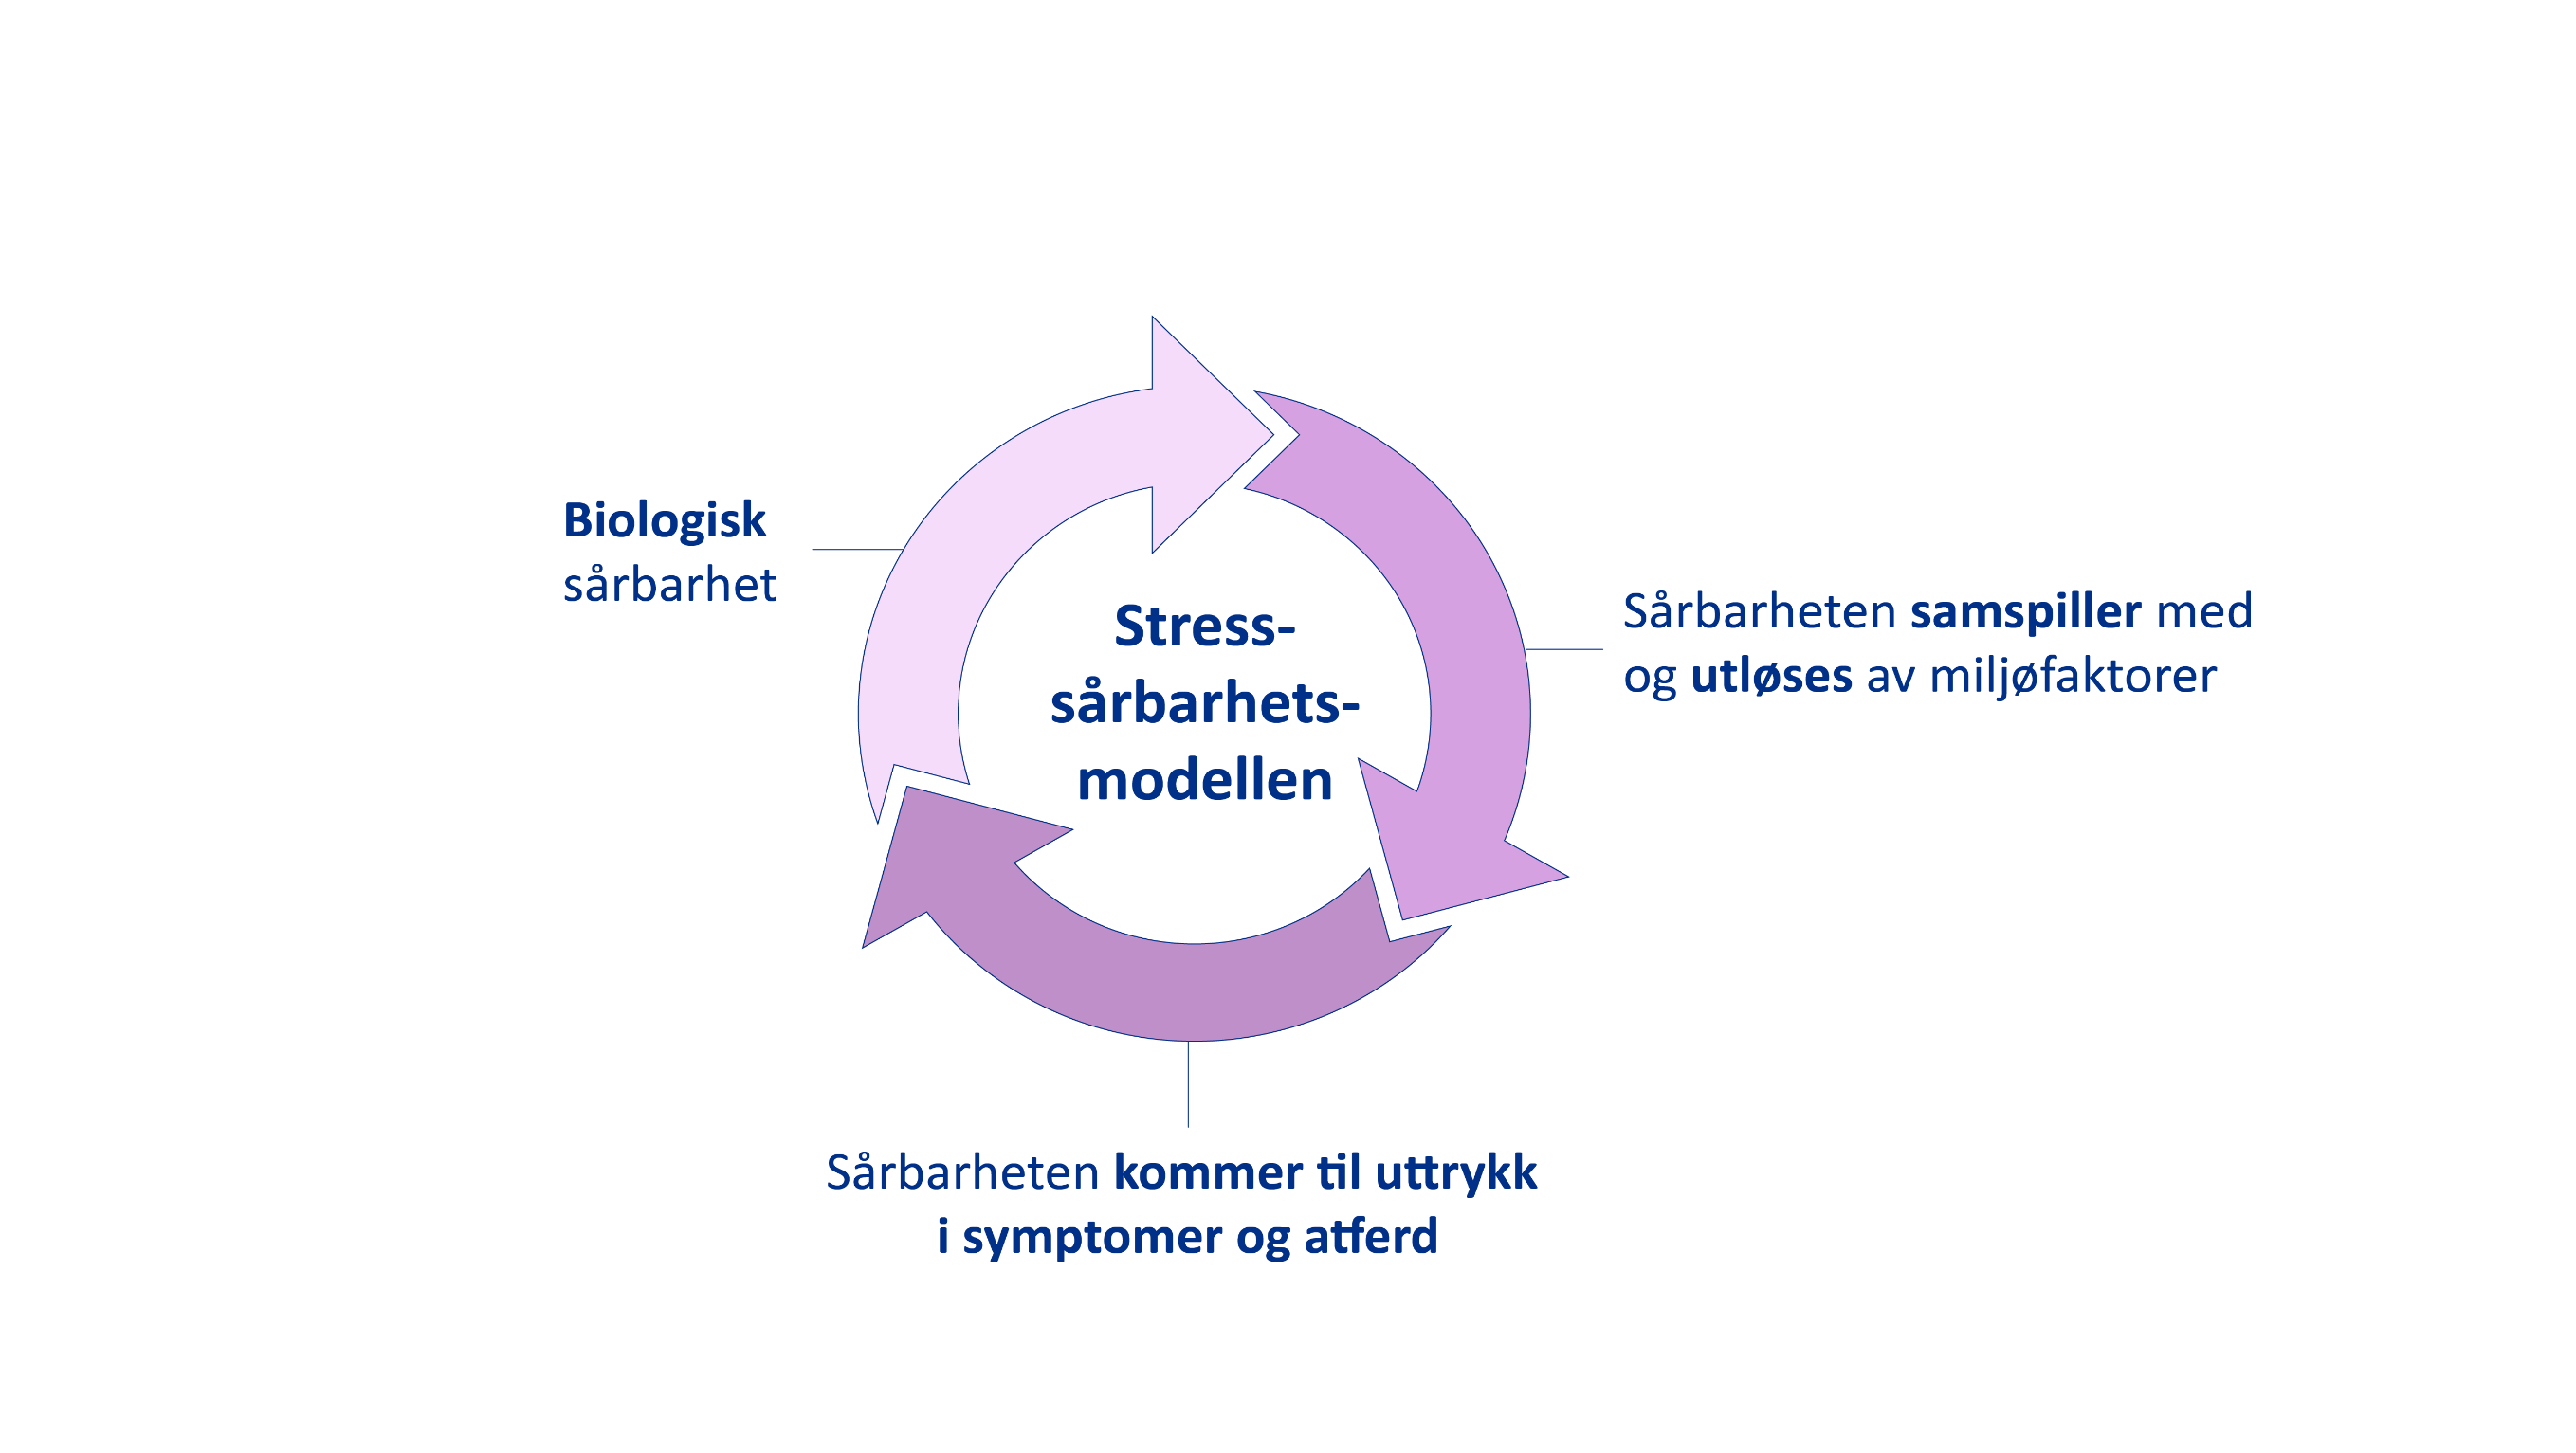 Biologisk
sårbarhet
Stress-
sårbarhets-
modellen
Sårbarheten samspiller med
og utløses av miljøfaktorer
Sårbarheten kommer til uttrykk
i symptomer og atferd